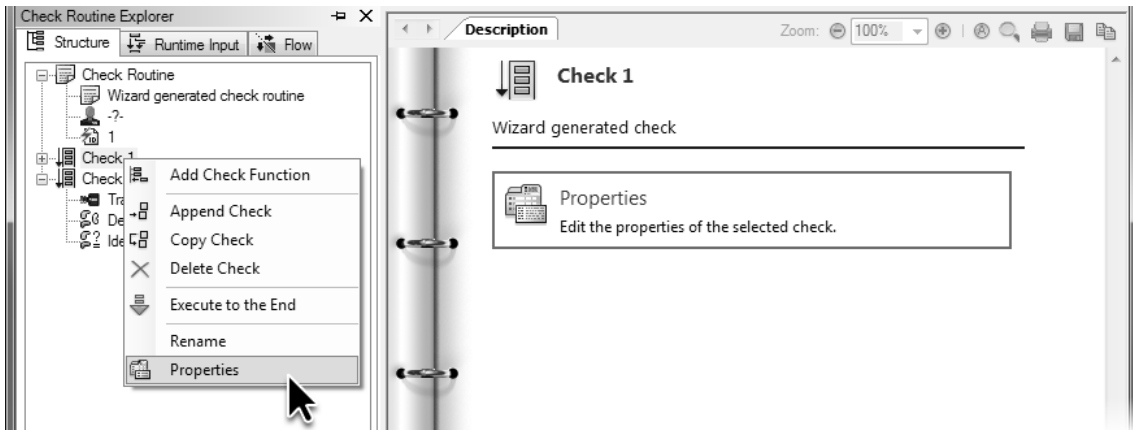 Check Routine Explorer
Structure
Runtime Input
Flow
Check Routine
Wizard generated check routine
-?-
1
Check 1
Check
Tra
De
Ide
Add Check Function
Append Check
Copy Check
Delete Check
Execute to the End
Rename
Properties
Description
Zoom:
100%
Check 1
Wizard generated check
Properties
Edit the properties of the selected check.